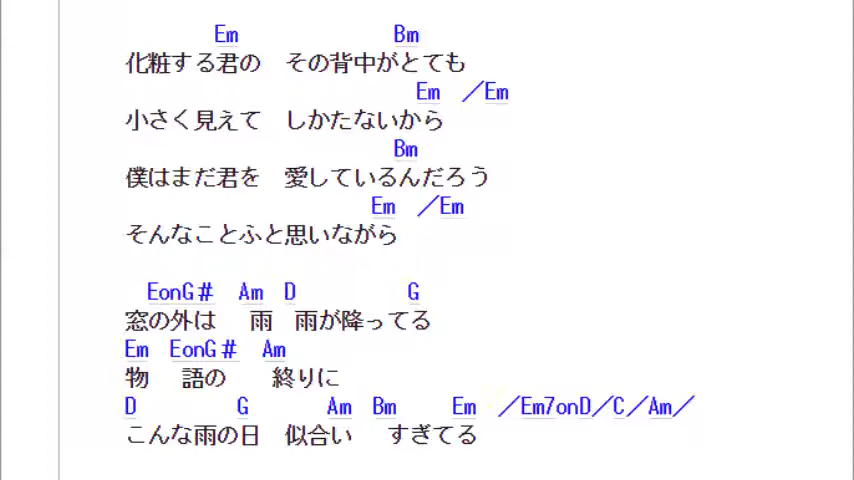 Em Bm
化粧する君の その背中がとても
Em ／Em
小さく見えて しかたないから
Bm
僕はまだ君を 愛しているんだろう
Em ／Em
そんなことふと思いながら
EonG# Am D G
窓の外は 雨 雨が降ってる
Em EonG# Am
物 語の 終りに
D G Am Bm Em ／Em7onD／C／Am／
こんな雨の日 似合い すぎてる